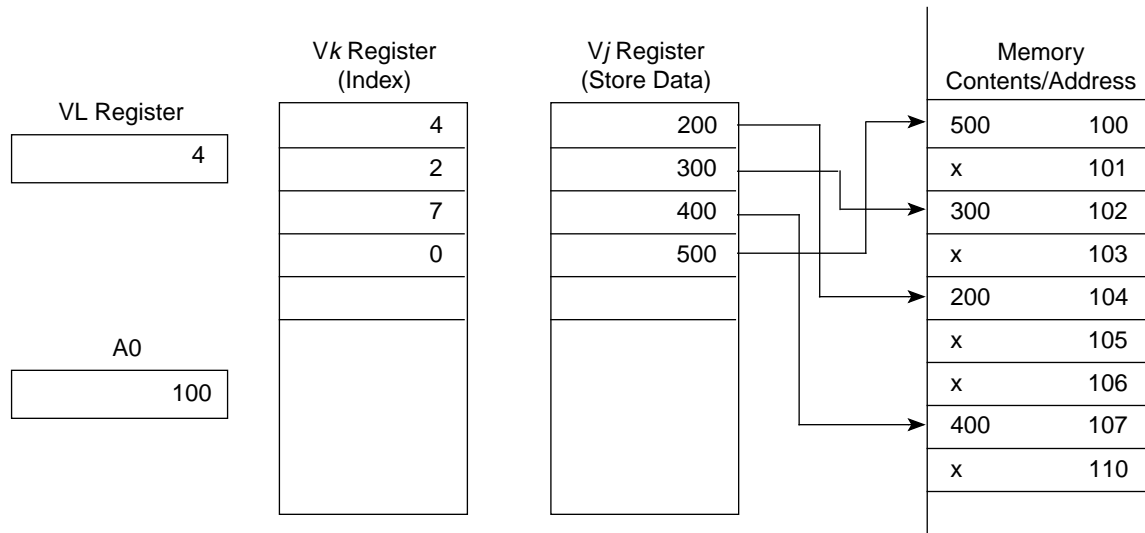 VL Register
4
A0
100
Vk Register
(Index)
4
2
7
0
Vj Register
(Store Data)
200
300
400
500
Memory
Contents/Address
500 100
x 101
300 102
x 103
200 104
x 105
x 106
400 107
x 110